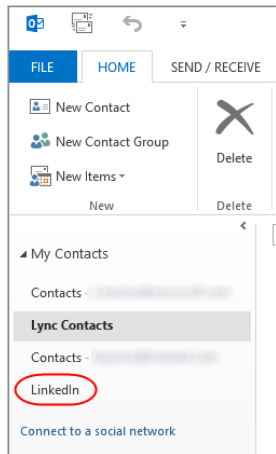 FILE HOME SEND / RECEIVE
New Contact
New Contact Group
New Items
Delete
New Delete
My Contacts
Contacts -
Lync Contacts
Contacts -
LinkedIn
Connect to a social network